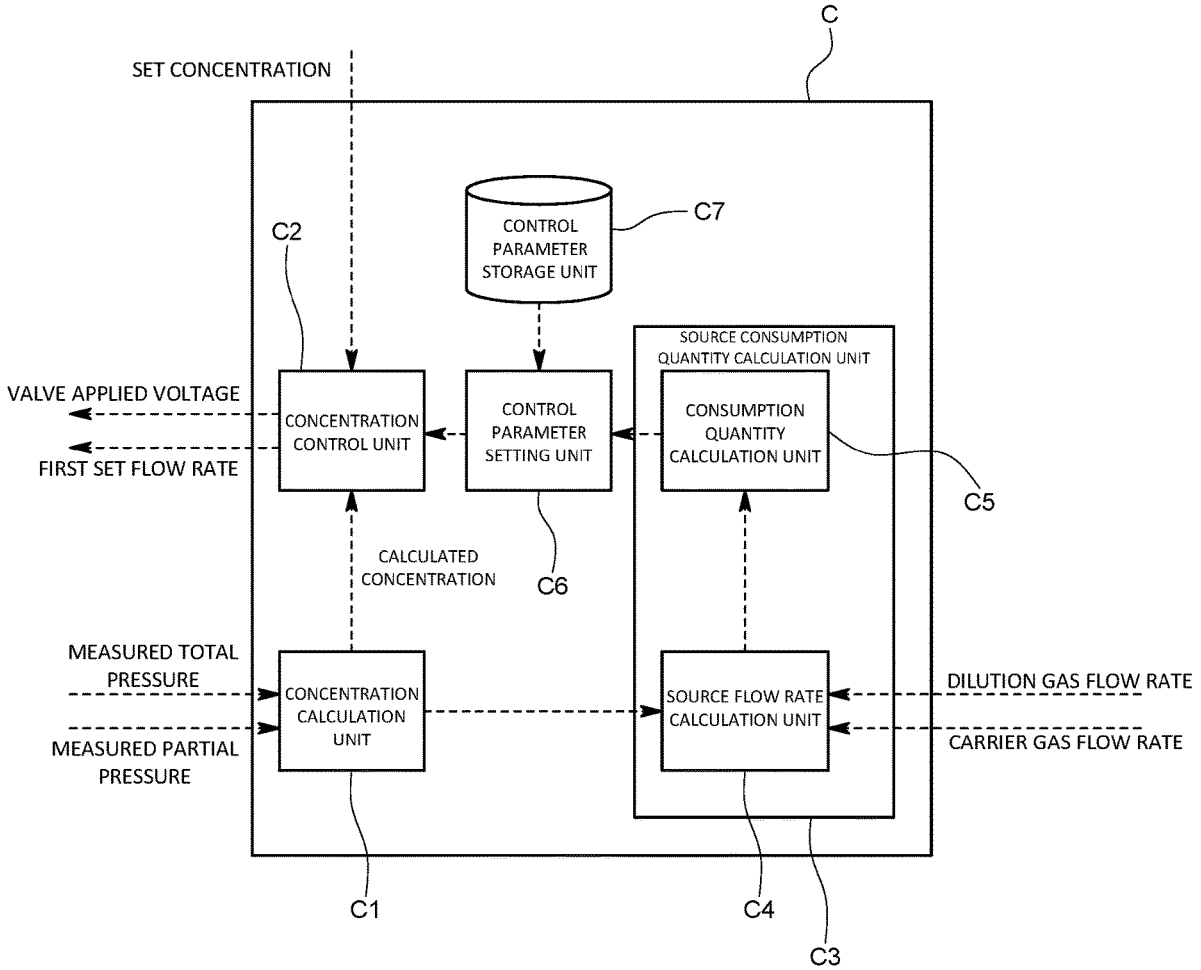 C
SET CONCENTRATION
C7
CONTROL
PARAMETER
STORAGE UNIT
C2
SOURCE CONSUMPTION
QUANTITY CALCULATION UNIT
VALVE APPLIED VOLTAGE
FIRST SET FLOW RATE
CONCENTRATION
CONTROL UNIT
CONTROL
PARAMETER
SETTING UNIT
CONSUMPTION
QUANTITY
CALCULATION UNIT
C5
C6
CALCULATED
CONCENTRATION
MEASURED TOTAL
PRESSURE
MEASURED PARTIAL
PRESSURE
CONCENTRATION
CALCULATION
UNIT
SOURCE FLOW RATE
CALCULATION UNIT
DILUTION GAS FLOW RATE
CARRIER GAS FLOW RATE
C1
C4
C3